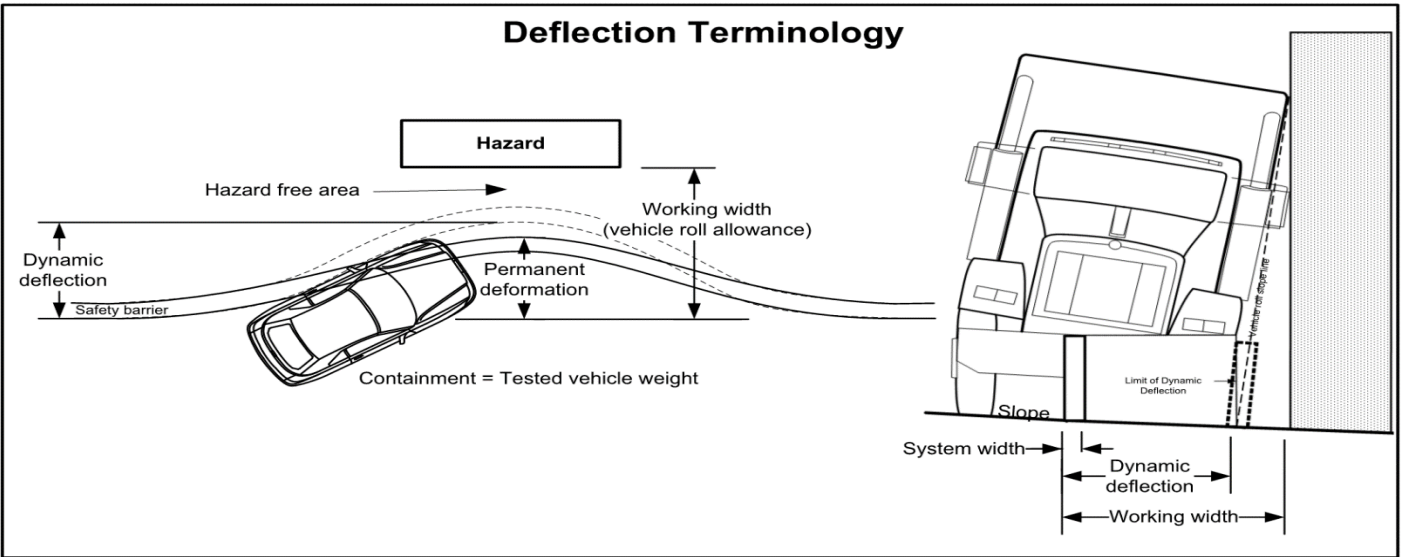 Deflection Terminology
Hazard
Hazard free area
Working width
(vehicle roll allowance)
Dynamic
deflection
Permanent
deformation
Safety barrier
Containment = Tested vehicle weight
Vehicle roll slope line
Limit of Dynamic
Deflection
Slope
System width
Dynamic
deflection
Working width